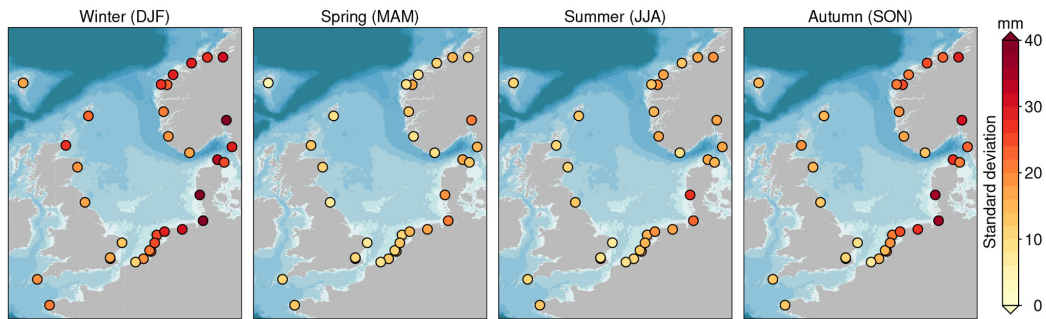 Winter (DJF)
Spring (MAM)
Summer (JJA)
Autumn (SON)
mm
40
30
20
10
0
Standard deviation